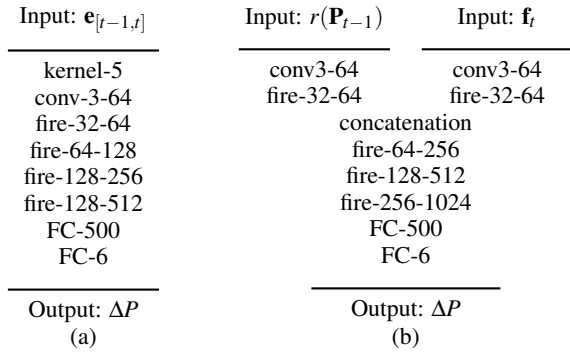 Input: e[t−1,t]
kernel-5
conv-3-64
fire-32-64
fire-64-128
fire-128-256
fire-128-512
FC-500
FC-6
Output: ΔP
(a)
Input: r(Pt−1) Input: ft
conv3-64 conv3-64
fire-32-64 fire-32-64
concatenation
fire-64-256
fire-128-512
fire-256-1024
FC-500
FC-6
Output: ΔP
(b)